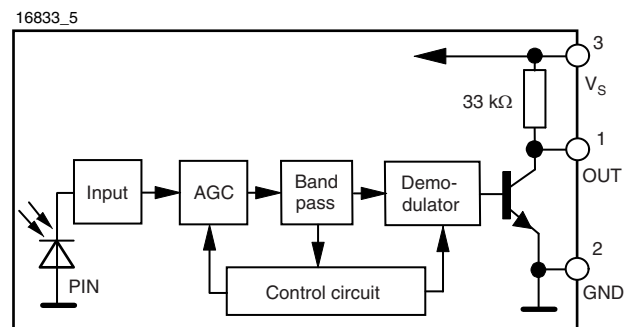 16833_5
3
V_S
33 kΩ
1
OUT
Input
AGC
Band
pass
Demo-
dulator
2
GND
PIN
Control circuit